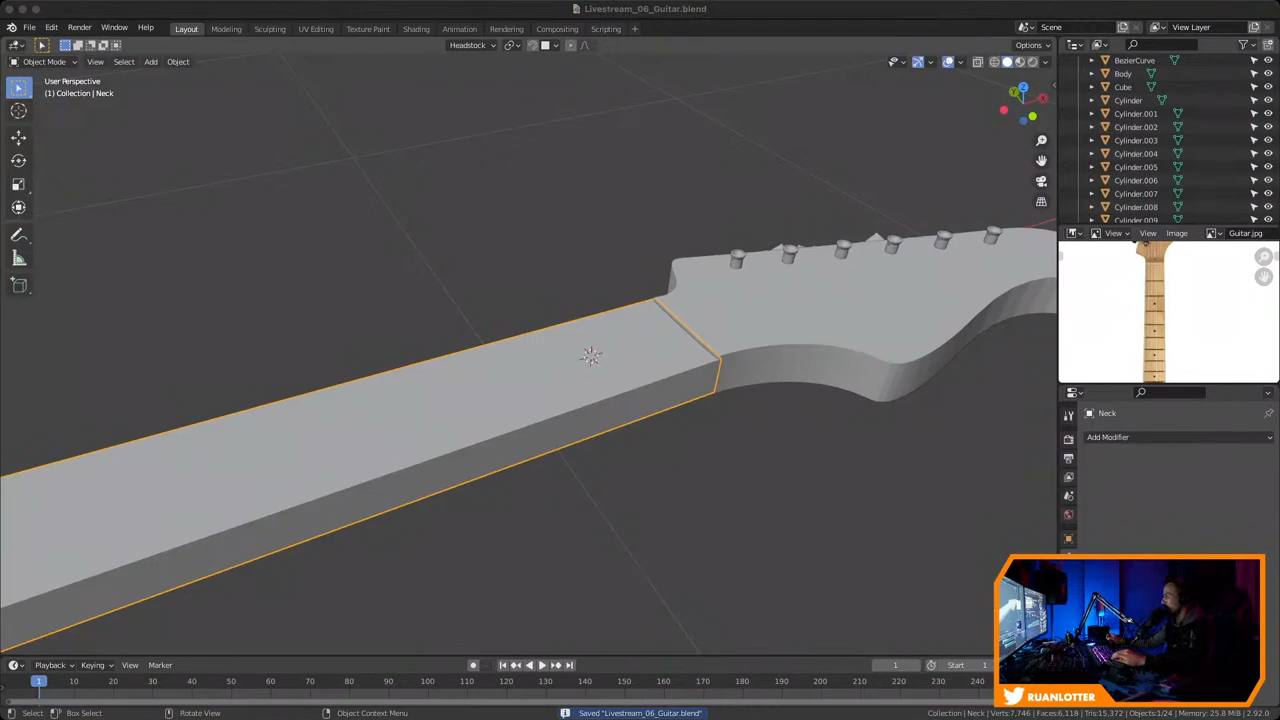 Livestream_06_Guitar.blend
File Edit Render Window Help Layout Modeling Sculpting UV Editing Texture Paint Shading Animation Rendering Compositing Scripting + Scene View Layer
Headstock Options
Object Mode View Select Add Object
User Perspective
(1) Collection | Neck
Z
Y
X
BezierCurve
Body
Cube
Cylinder
Cylinder.001
Cylinder.002
Cylinder.003
Cylinder.004
Cylinder.005
Cylinder.006
Cylinder.007
Cylinder.008
Cylinder.009
View View Image Guitar.jpg
Neck
Add Modifier
RUANLOTTER
Playback Keying View Marker 1 Start 1
1 10 20 30 40 50 60 70 80 90 100 110 120 130 140 150 160 170 180 190 200 210 220 230 240
Select Box Select Rotate View Object Context Menu Saved "Livestream_06_Guitar.blend" Collection | Neck | Verts:7,746 | Faces:6,118 | Tris:15,372 | Objects:1/24 | Memory: 25.8 MiB | 2.92.0